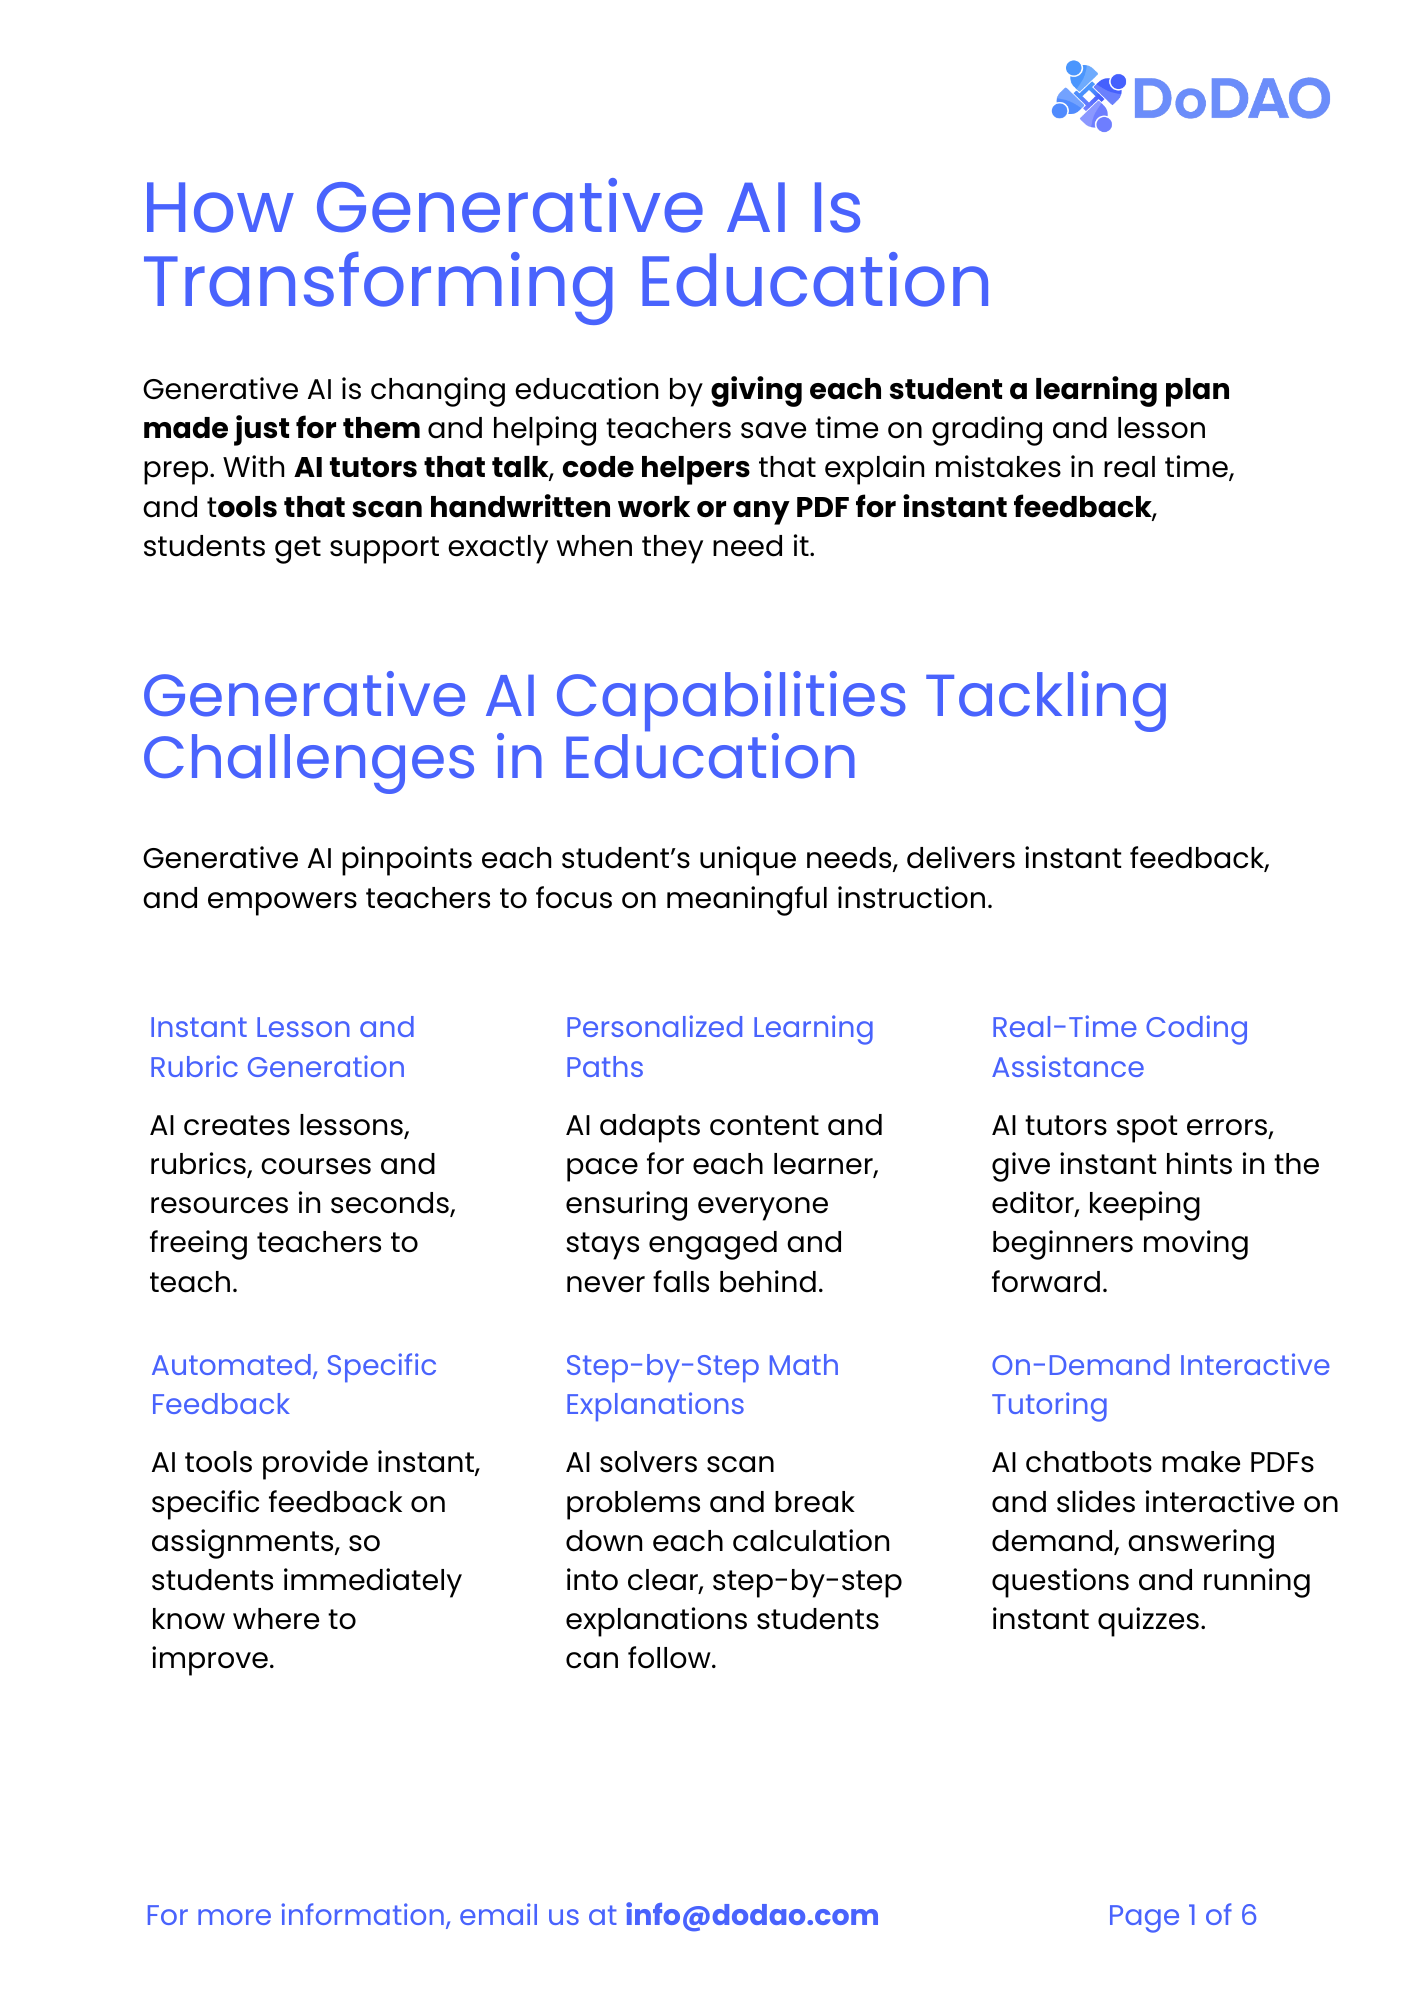 DoDAO
How Generative AI Is
Transforming Education
Generative AI is changing education by giving each student a learning plan
made just for them and helping teachers save time on grading and lesson
prep. With AI tutors that talk, code helpers that explain mistakes in real time,
and tools that scan handwritten work or any PDF for instant feedback,
students get support exactly when they need it.
Generative AI Capabilities Tackling
Challenges in Education
Generative AI pinpoints each student’s unique needs, delivers instant feedback,
and empowers teachers to focus on meaningful instruction.
Instant Lesson and
Rubric Generation
AI creates lessons,
rubrics, courses and
resources in seconds,
freeing teachers to
teach.
Personalized Learning
Paths
AI adapts content and
pace for each learner,
ensuring everyone
stays engaged and
never falls behind.
Real-Time Coding
Assistance
AI tutors spot errors,
give instant hints in the
editor, keeping
beginners moving
forward.
Automated, Specific
Feedback
AI tools provide instant,
specific feedback on
assignments, so
students immediately
know where to
improve.
Step-by-Step Math
Explanations
AI solvers scan
problems and break
down each calculation
into clear, step-by-step
explanations students
can follow.
On-Demand Interactive
Tutoring
AI chatbots make PDFs
and slides interactive on
demand, answering
questions and running
instant quizzes.
For more information, email us at info@dodao.com
Page 1 of 6